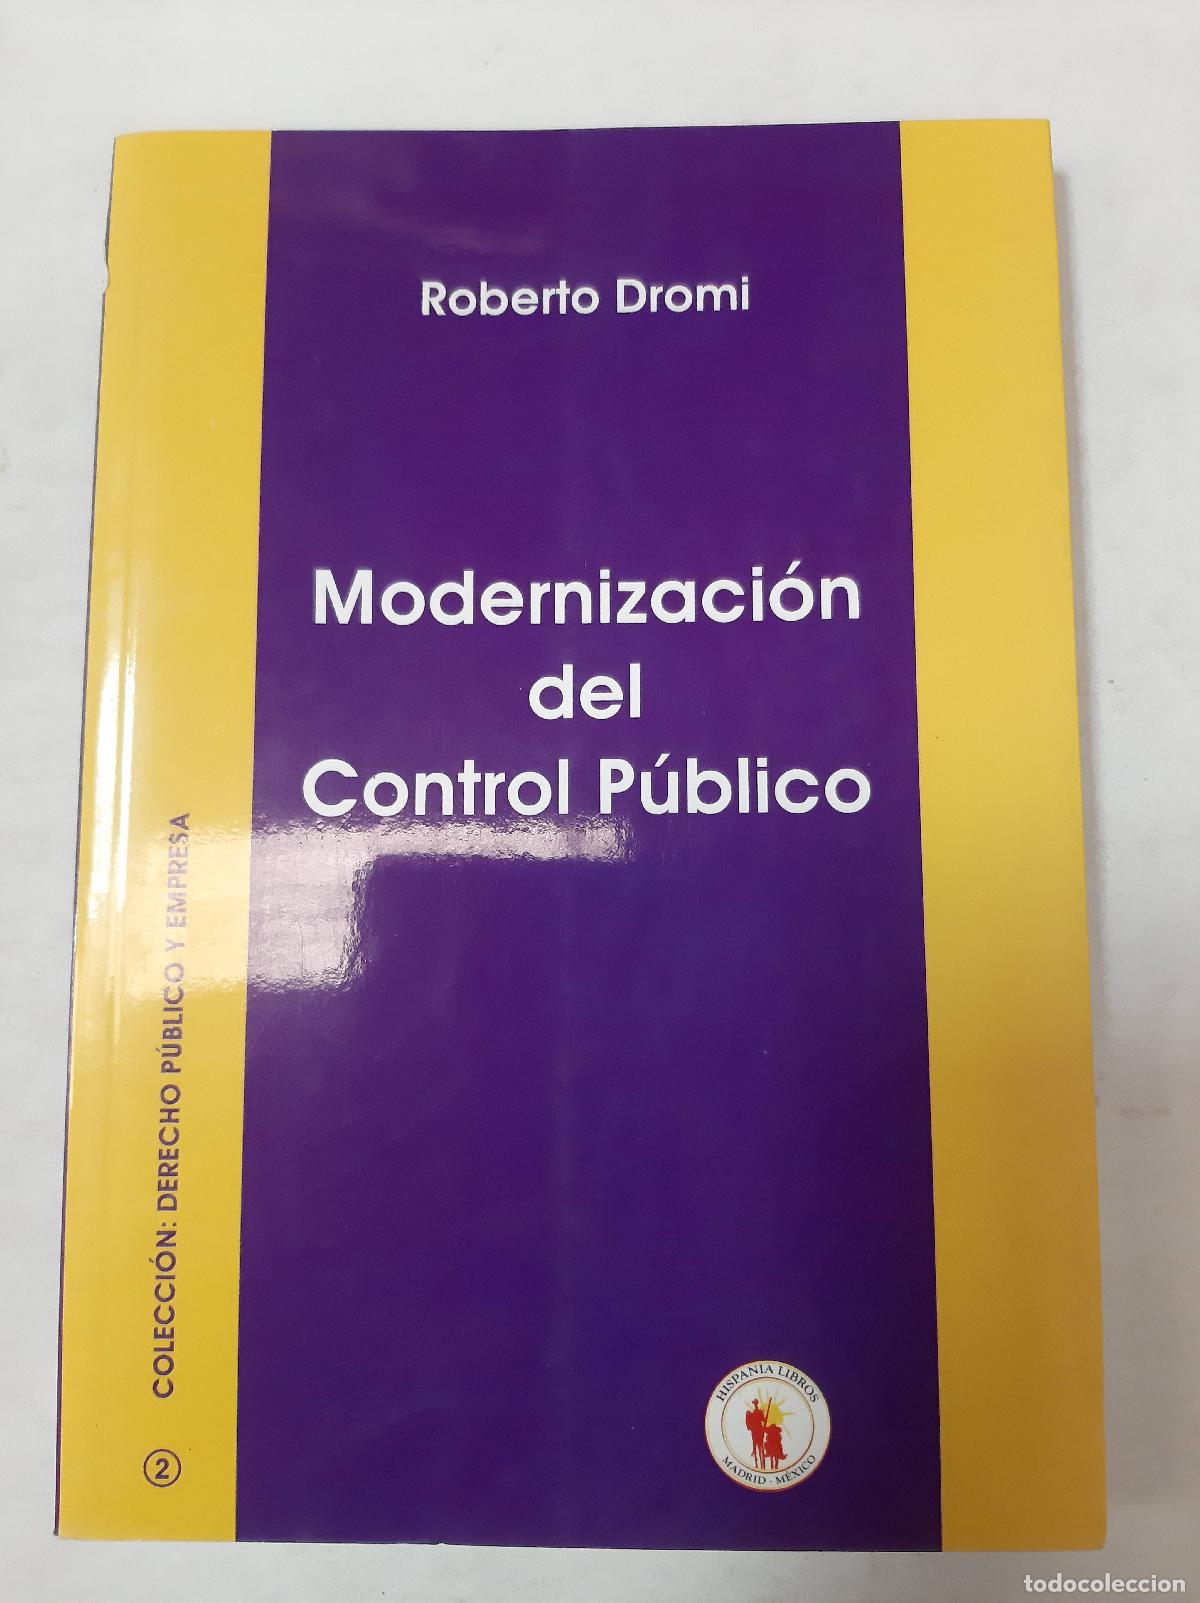 Roberto Dromi
Modernización
del
Control Público
COLECCIÓN: DERECHO PÚBLICO Y EMPRESA
2
HISPANIA LIBROS
MADRID - MÉXICO
todocoleccion